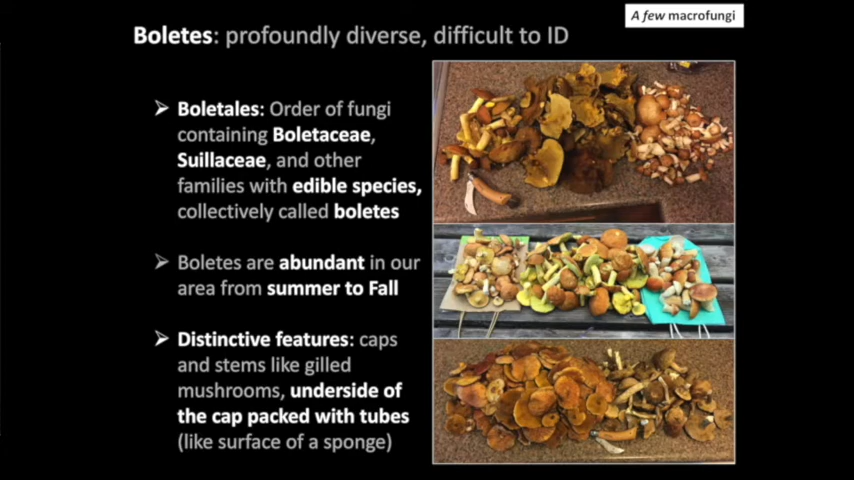 A few macrofungi
Boletes: profoundly diverse, difficult to ID
➢ Boletales: Order of fungi
containing Boletaceae,
Suillaceae, and other
families with edible species,
collectively called boletes
➢ Boletes are abundant in our
area from summer to Fall
➢ Distinctive features: caps
and stems like gilled
mushrooms, underside of
the cap packed with tubes
(like surface of a sponge)